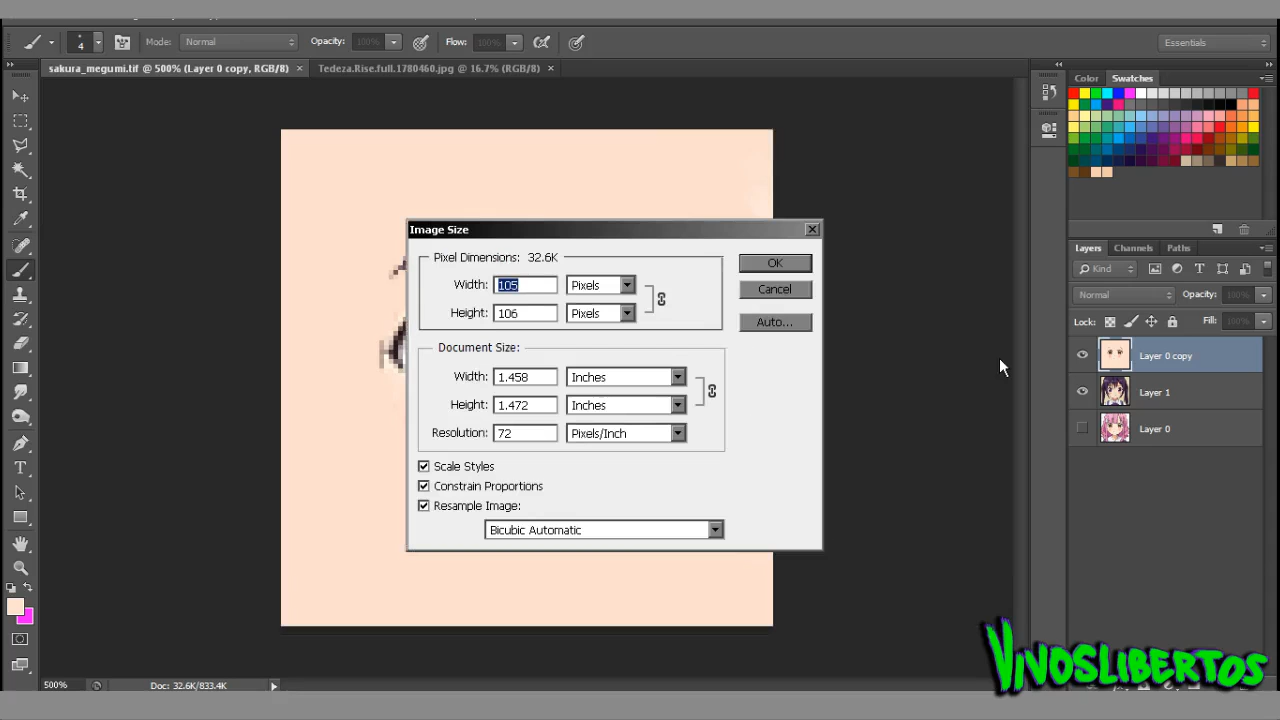 4
Mode: Normal
Opacity: 100%
Flow: 100%
Essentials
sakura_megumi.tif @ 500% (Layer 0 copy, RGB/8) ×
Tedeza.Rise.full.1780460.jpg @ 16.7% (RGB/8) ×
Color Swatches
Image Size
Pixel Dimensions: 32.6K
Width: 105 Pixels
Height: 106 Pixels
OK
Cancel
Auto...
Document Size:
Width: 1.458 Inches
Height: 1.472 Inches
Resolution: 72 Pixels/Inch
Scale Styles
Constrain Proportions
Resample Image:
Bicubic Automatic
Layers Channels Paths
Kind
Normal
Opacity:
Lock:
Fill:
Layer 0 copy
Layer 1
Layer 0
500%
Doc: 32.6K/833.4K
VIVOSLIBERTOS